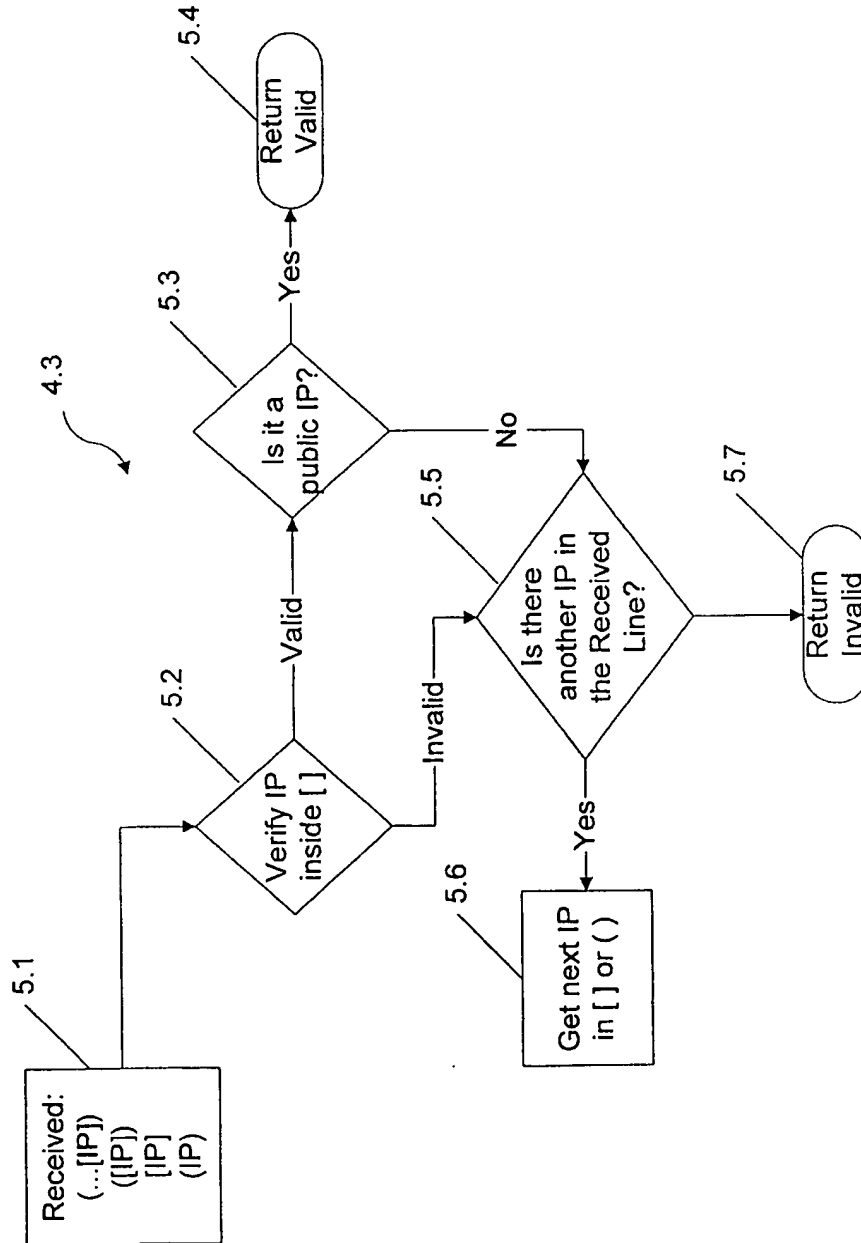 4.3
5.1
Received:
(...[IP])
([IP])
[IP]
(IP)
5.2
Verify IP
inside [ ]
Valid
Invalid
5.3
Is it a
public IP?
Yes
No
5.4
Return
Valid
5.5
Is there
another IP in
the Received
Line?
Yes
5.6
Get next IP
in [ ] or ( )
5.7
Return
Invalid